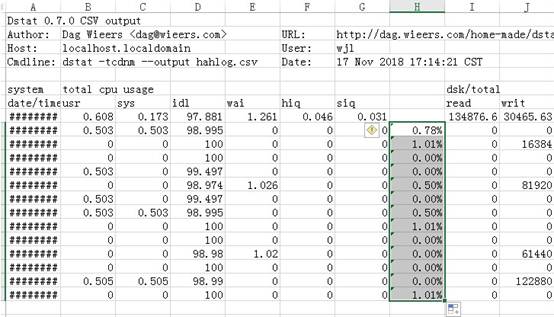 A B C D E F G H I J
Dstat 0.7.0 CSV output
Author: Dag Wieers <dag@wieers.com> URL: http://dag.wieers.com/home-made/dsta
Host: localhost.localdomain User: wjl
Cmdline: dstat -tcdnm --output hahlog.csv Date: 17 Nov 2018 17:14:21 CST
system total cpu usage dsk/total
date/timeusr sys idl wai hiq siq read writ
######## 0.608 0.173 97.881 1.261 0.046 0.031 134876.6 30465.63
######## 0.503 0.503 98.995 0 0 0 0.78% 0 0
######## 0 0 100 0 0 0 1.01% 0 16384
######## 0 0 100 0 0 0 0.00% 0 0
######## 0.503 0 99.497 0 0 0 0.00% 0 0
######## 0 0 98.974 1.026 0 0 0.50% 0 81920
######## 0.503 0 99.497 0 0 0 0.00% 0 0
######## 0.503 0.503 98.995 0 0 0 0.50% 0 0
######## 0 0 100 0 0 0 1.01% 0 0
######## 0 0 100 0 0 0 0.00% 0 0
######## 0 0 98.98 1.02 0 0 0.00% 0 61440
######## 0 0 100 0 0 0 0.00% 0 0
######## 0.505 0.505 98.99 0 0 0 0.00% 0 122880
######## 0 0 100 0 0 0 1.01% 0 0